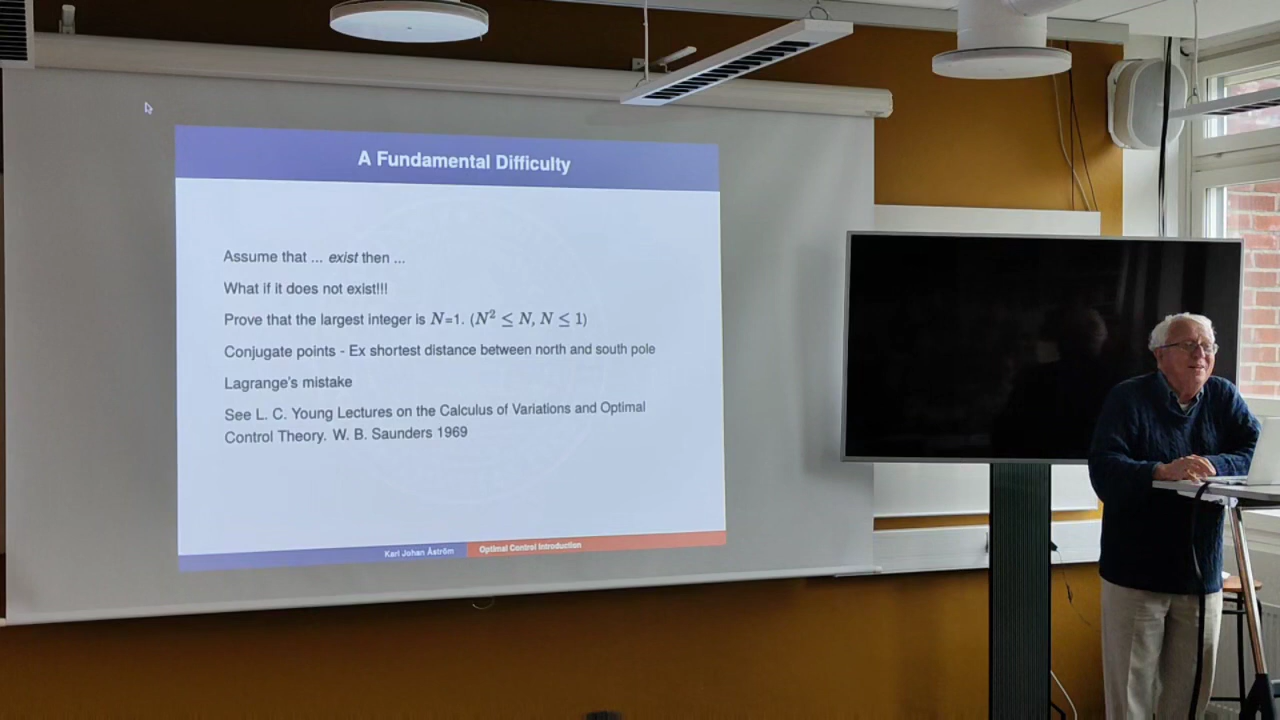 A Fundamental Difficulty
Assume that ... exist then ...
What if it does not exist!!!
Prove that the largest integer is N=1. (N² ≤ N, N ≤ 1)
Conjugate points - Ex shortest distance between north and south pole
Lagrange's mistake
See L. C. Young Lectures on the Calculus of Variations and Optimal
Control Theory. W. B. Saunders 1969
Karl Johan Åström
Optimal Control Introduction